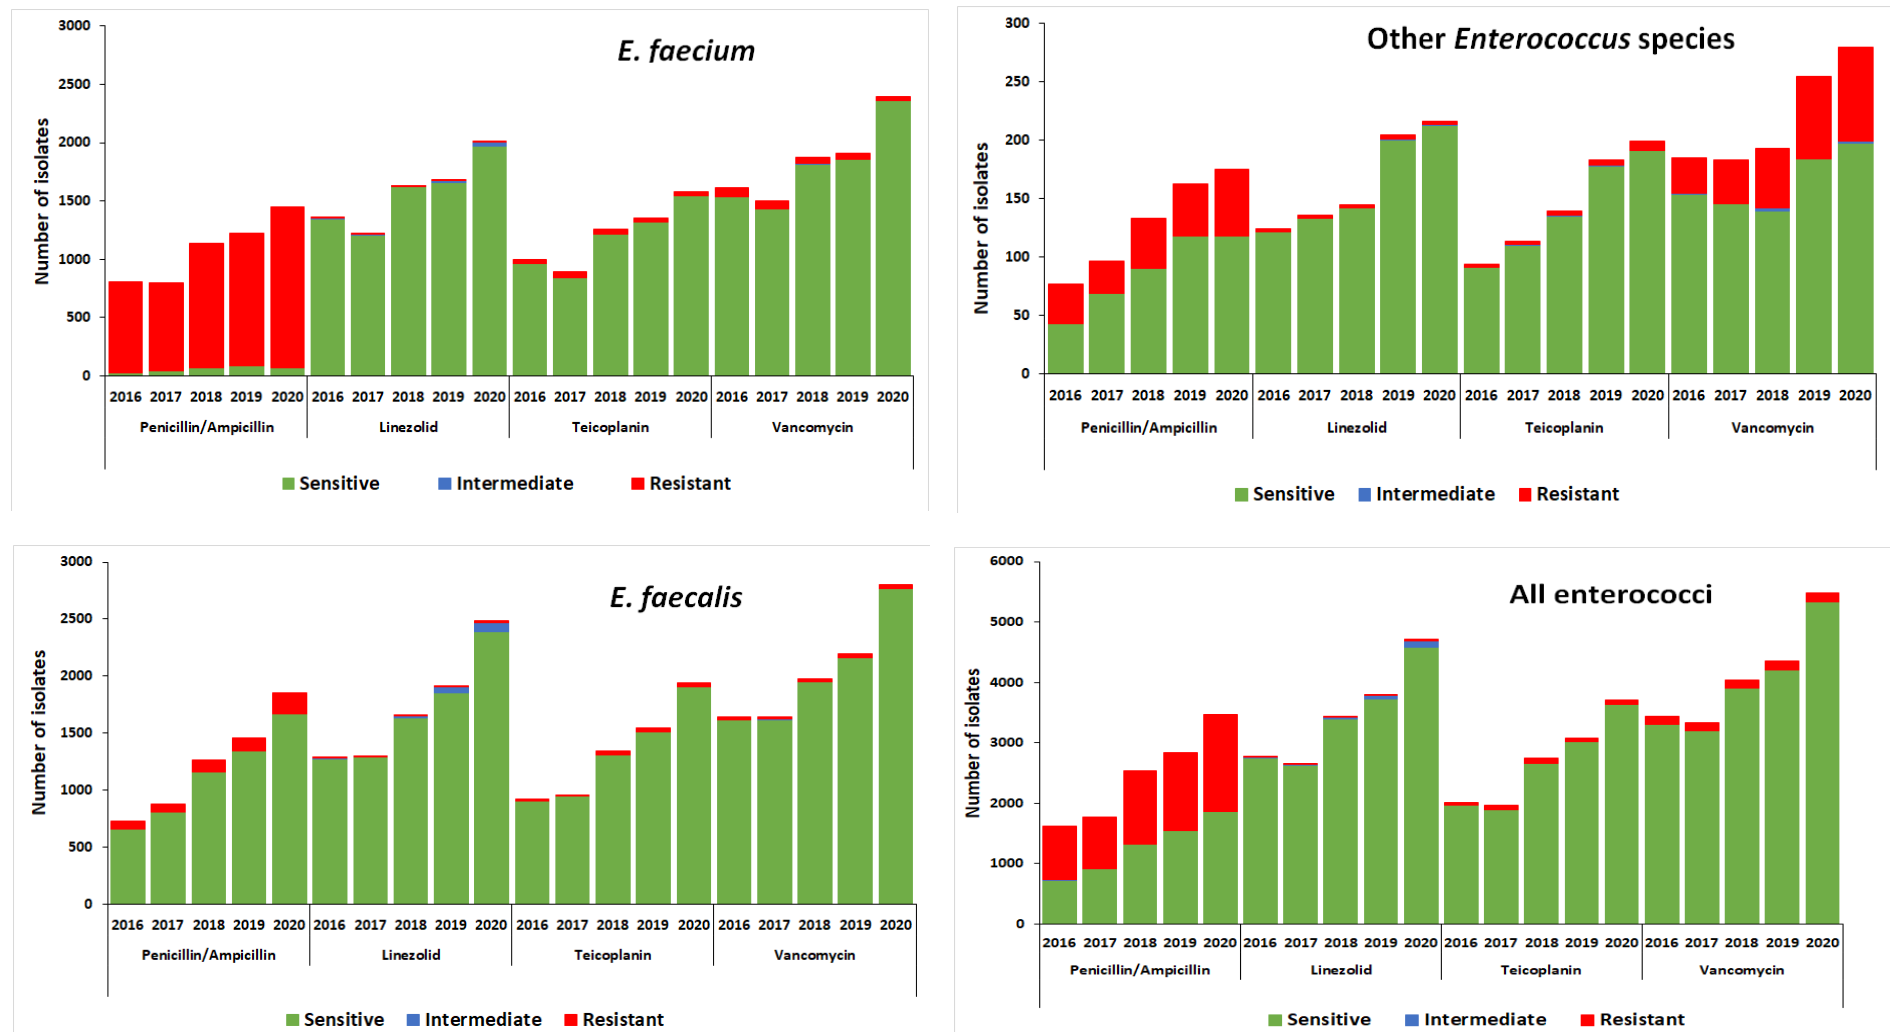 E. faecium
Number of isolates
3000
2500
2000
1500
1000
500
0
2016 2017 2018 2019 2020 2016 2017 2018 2019 2020 2016 2017 2018 2019 2020 2016 2017 2018 2019 2020
Penicillin/Ampicillin Linezolid Teicoplanin Vancomycin
Sensitive Intermediate Resistant
Other Enterococcus species
Number of isolates
300
250
200
150
100
50
0
2016 2017 2018 2019 2020 2016 2017 2018 2019 2020 2016 2017 2018 2019 2020 2016 2017 2018 2019 2020
Penicillin/Ampicillin Linezolid Teicoplanin Vancomycin
Sensitive Intermediate Resistant
E. faecalis
Number of isolates
3000
2500
2000
1500
1000
500
0
2016 2017 2018 2019 2020 2016 2017 2018 2019 2020 2016 2017 2018 2019 2020 2016 2017 2018 2019 2020
Penicillin/Ampicillin Linezolid Teicoplanin Vancomycin
Sensitive Intermediate Resistant
All enterococci
Number of isolates
6000
5000
4000
3000
2000
1000
0
2016 2017 2018 2019 2020 2016 2017 2018 2019 2020 2016 2017 2018 2019 2020 2016 2017 2018 2019 2020
Penicillin/Ampicillin Linezolid Teicoplanin Vancomycin
Sensitive Intermediate Resistant